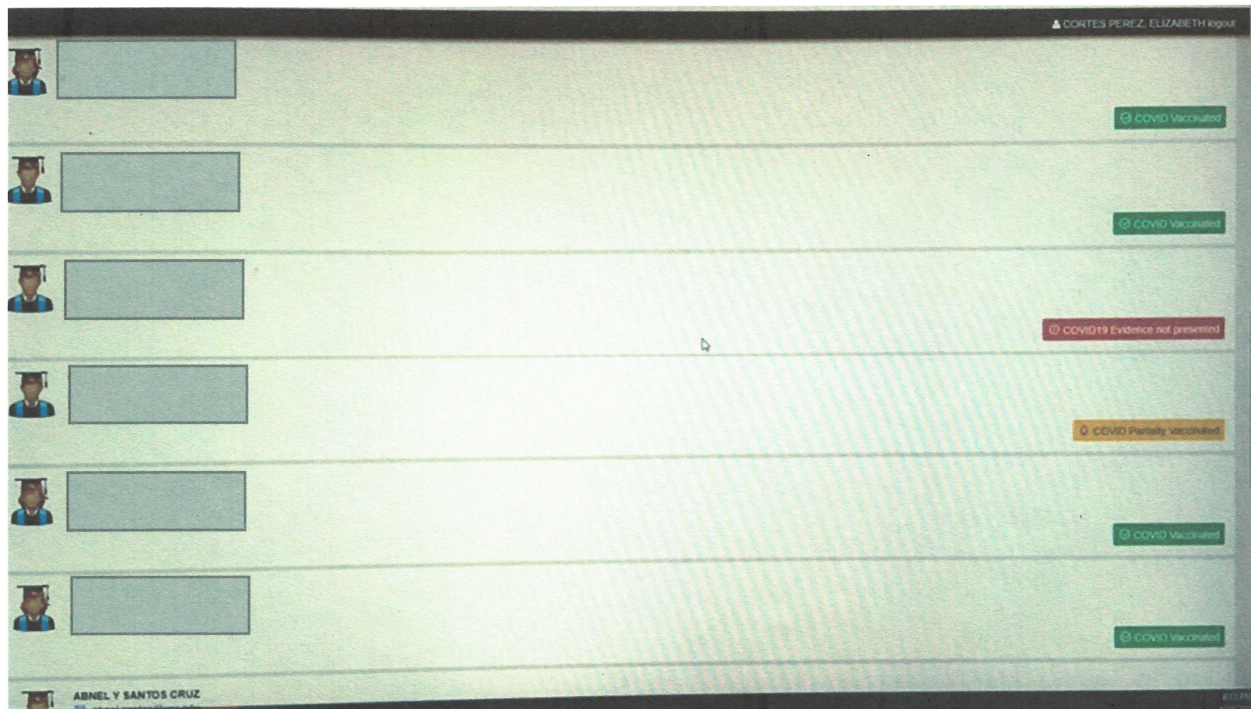 CORTES PEREZ, ELIZABETH logout
COVID Vaccinated
COVID Vaccinated
COVID19 Evidence not presented
COVID Partially Vaccinated
COVID Vaccinated
COVID Vaccinated
ABNEL Y SANTOS CRUZ